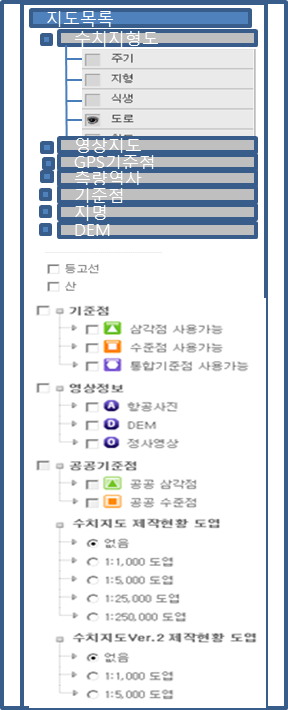 지도목록
수치지형도
주기
지형
식생
도로
영상지도
GPS기준점
측량역사
기준점
지명
DEM
등고선
산
기준점
삼각점 사용가능
수준점 사용가능
통합기준점 사용가능
영상정보
A 항공사진
D DEM
O 정사영상
공공기준점
공공 삼각점
공공 수준점
수치지도 제작현황 도엽
없음
1:1,000 도엽
1:5,000 도엽
1:25,000 도엽
1:250,000 도엽
수치지도Ver.2 제작현황 도엽
없음
1:1,000 도엽
1:5,000 도엽